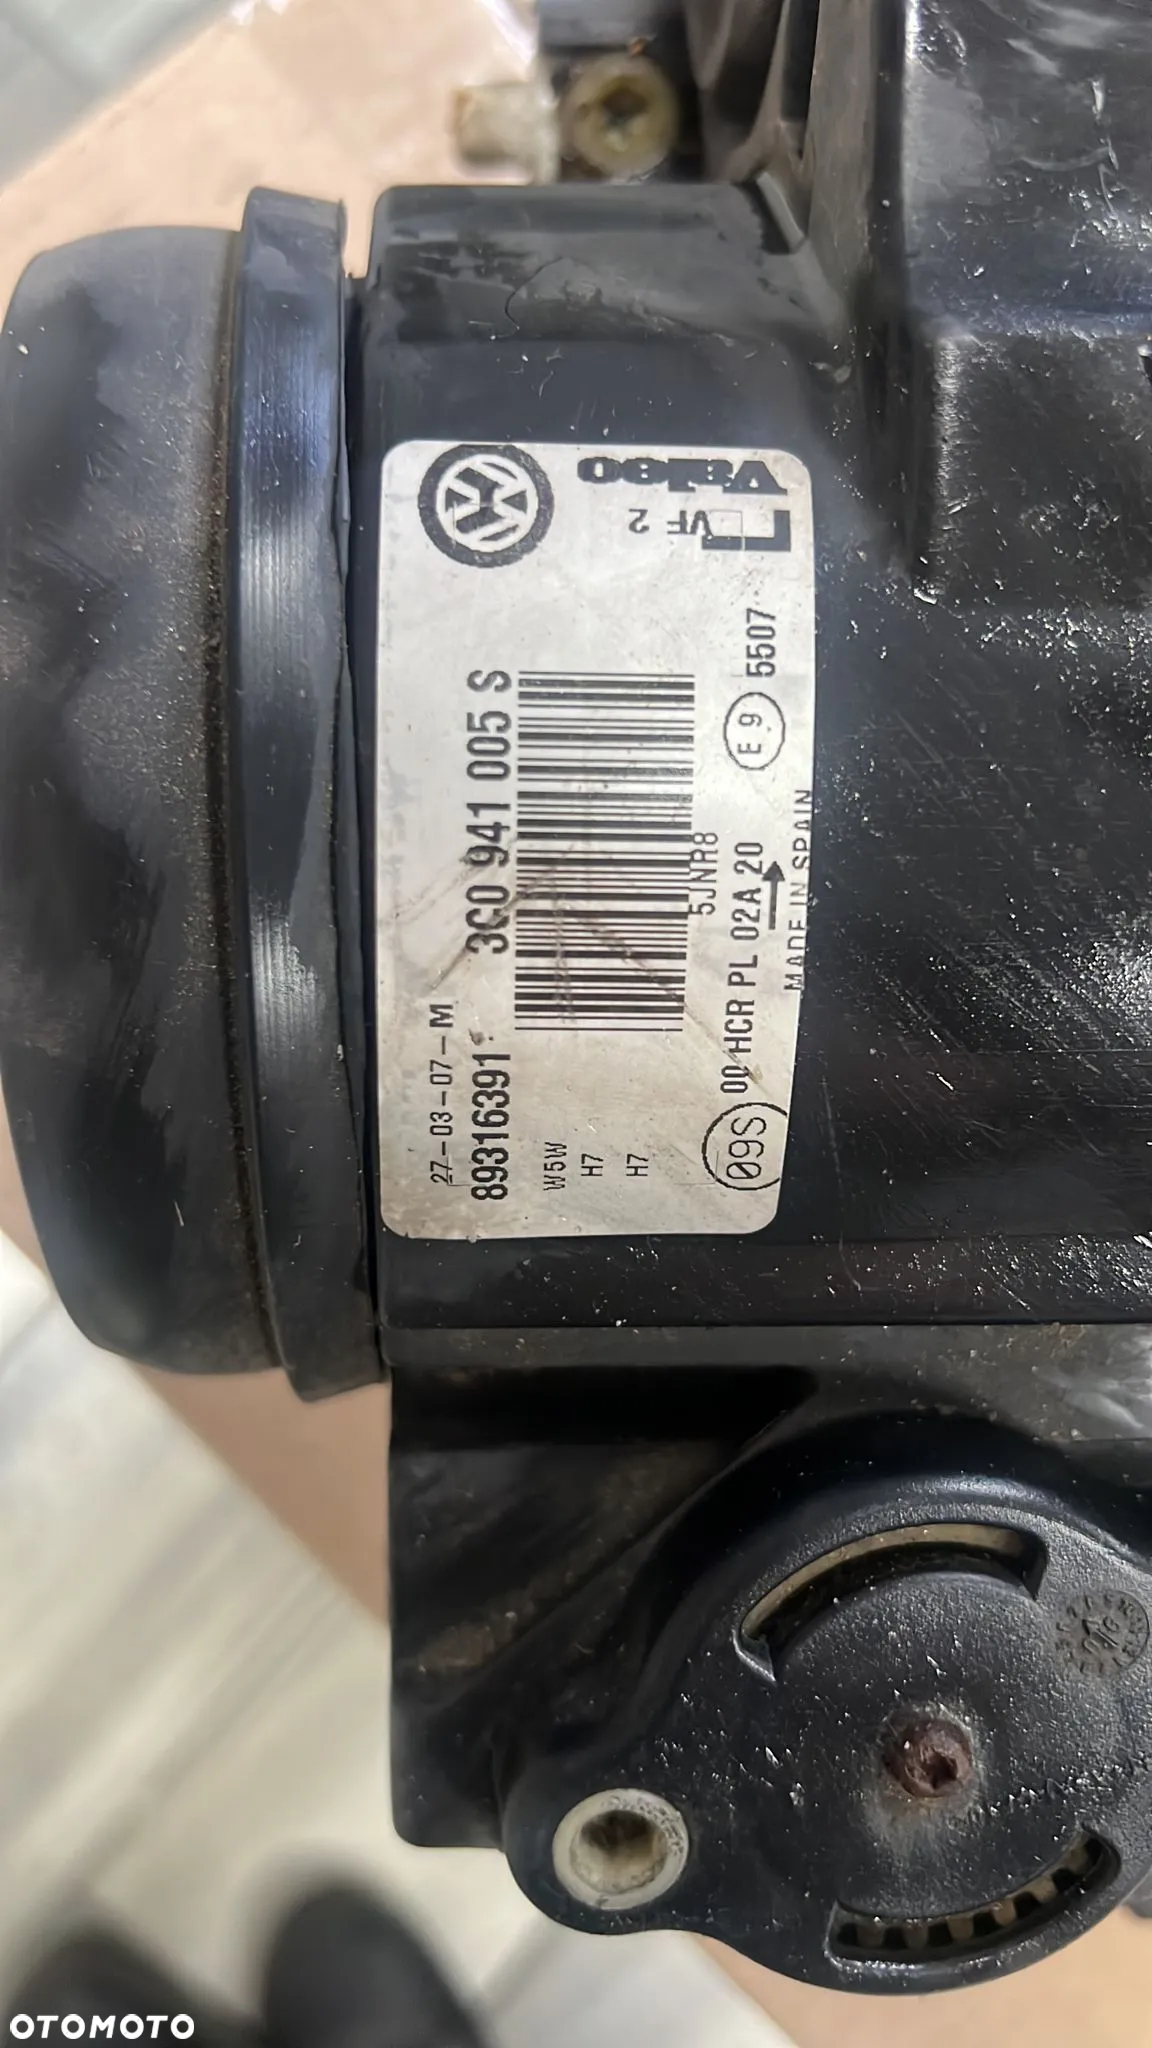 Valeo
VF 2
27-03-07-M
89316391
3C0 941 005 S
W5W
H7
H7
5JNR8
09S
00 HCR PL 02A 20
E 9
5507
MADE IN SPAIN
OTOMOTO